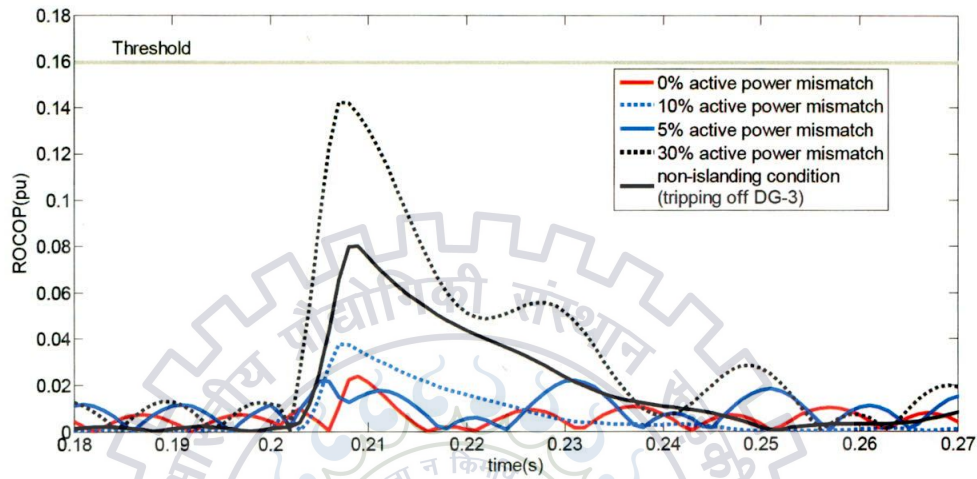 0.18
Threshold
0.16
0.14
0.12
0.1
0.08
0.06
0.04
0.02
0
ROCOP(pu)
0% active power mismatch
10% active power mismatch
5% active power mismatch
30% active power mismatch
non-islanding condition
(tripping off DG-3)
0.18 0.19 0.2 0.21 0.22 0.23 0.24 0.25 0.26 0.27
time(s)
प्रौद्योगिकी संस्थान